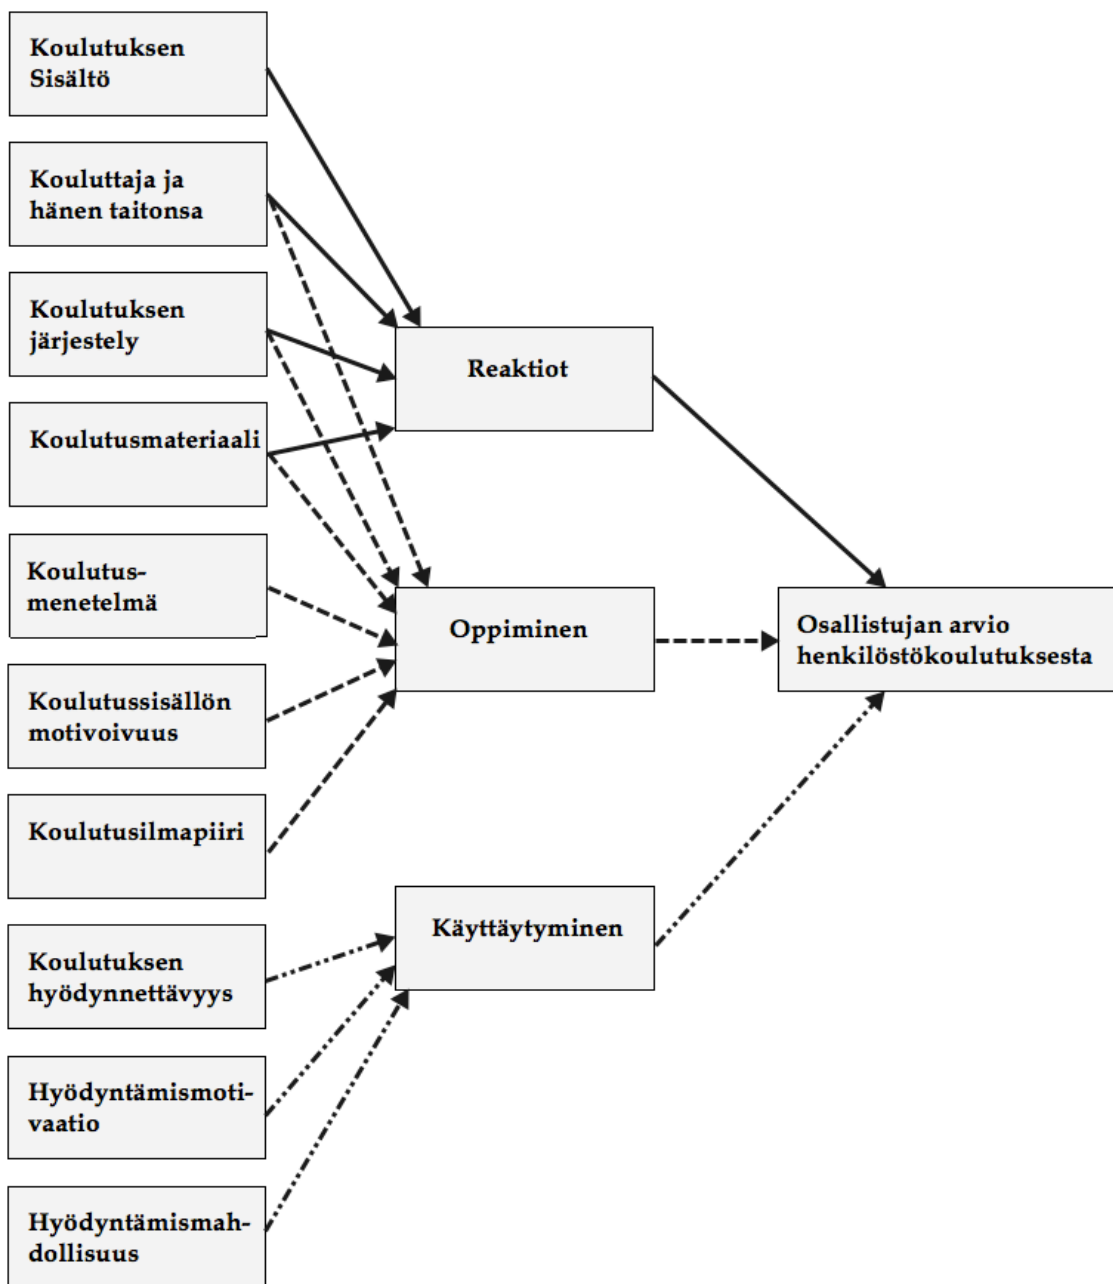 Koulutuksen
Sisältö
Kouluttaja ja
hänen taitonsa
Koulutuksen
järjestely
Koulutusmateriaali
Koulutus-
menetelmä
Koulutussisällön
motivoivuus
Koulutusilmapiiri
Koulutuksen
hyödynnettävyys
Hyödyntämismoti-
vaatio
Hyödyntämismah-
dollisuus
Reaktiot
Oppiminen
Käyttäytyminen
Osallistujan arvio
henkilöstökoulutuksesta